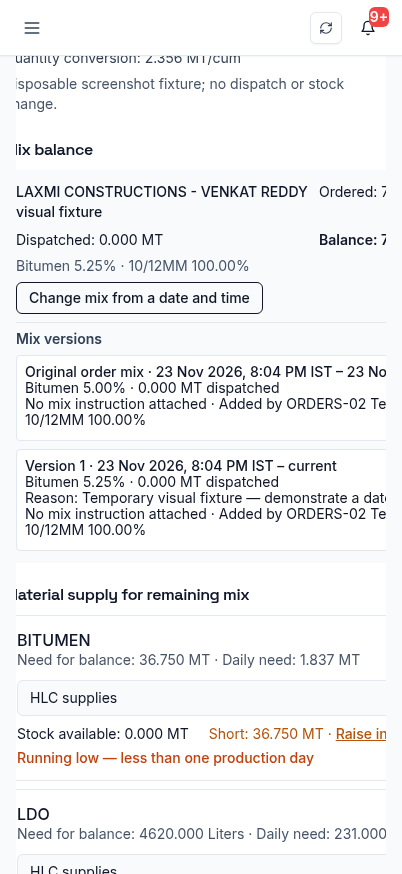 9+
uantity conversion: 2.356 MT/cum
isposable screenshot fixture; no dispatch or stock
hange.
ix balance
LAXMI CONSTRUCTIONS - VENKAT REDDY Ordered: 7
visual fixture
Dispatched: 0.000 MT Balance: 7
Bitumen 5.25% · 10/12MM 100.00%
Change mix from a date and time
Mix versions
Original order mix · 23 Nov 2026, 8:04 PM IST – 23 No
Bitumen 5.00% · 0.000 MT dispatched
No mix instruction attached · Added by ORDERS-02 Te
10/12MM 100.00%
Version 1 · 23 Nov 2026, 8:04 PM IST – current
Bitumen 5.25% · 0.000 MT dispatched
Reason: Temporary visual fixture — demonstrate a dat
No mix instruction attached · Added by ORDERS-02 Te
10/12MM 100.00%
aterial supply for remaining mix
BITUMEN
Need for balance: 36.750 MT · Daily need: 1.837 MT
HLC supplies
Stock available: 0.000 MT Short: 36.750 MT · Raise in
Running low — less than one production day
LDO
Need for balance: 4620.000 Liters · Daily need: 231.000
HLC supplies